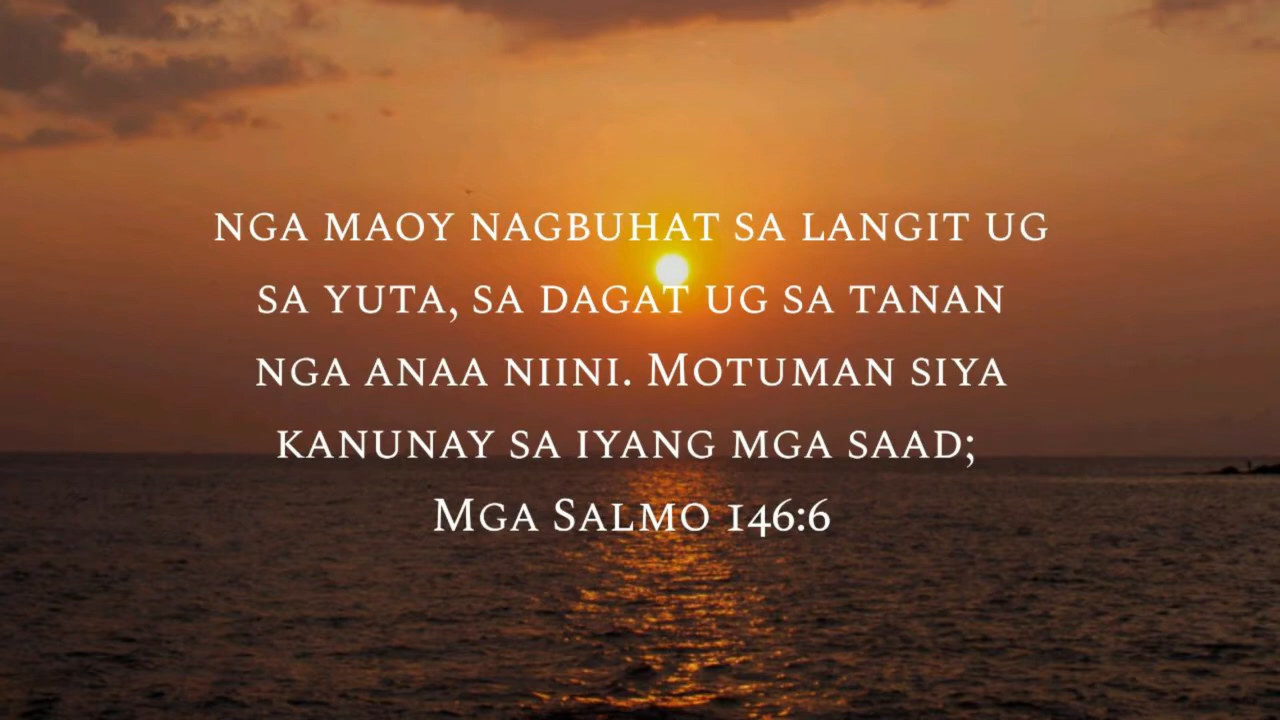 nga maoy nagbuhat sa langit ug
sa yuta, sa dagat ug sa tanan
nga anaa niini. Motuman siya
kanunay sa iyang mga saad;
Mga Salmo 146:6